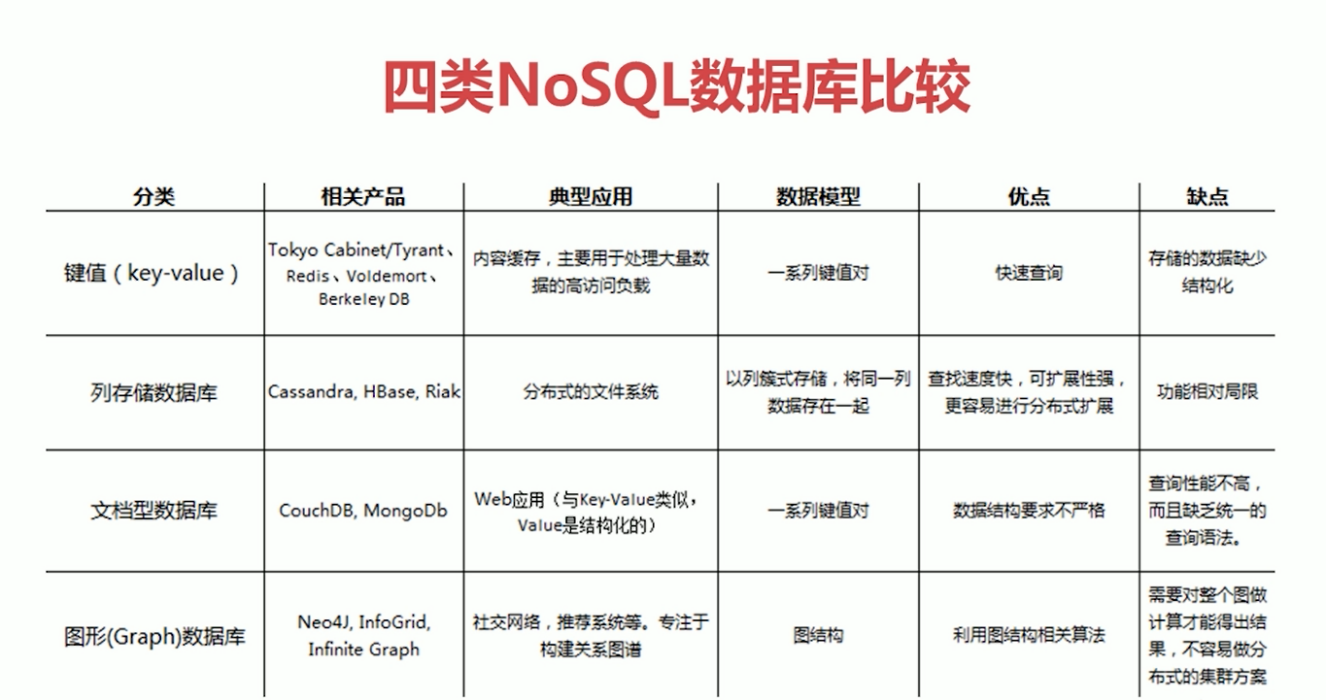 四类NoSQL数据库比较
分类 相关产品 典型应用 数据模型 优点 缺点
键值（key-value）
Tokyo Cabinet/Tyrant、
Redis、Voldemort、
Berkeley DB
内容缓存，主要用于处理大量数
据的高访问负载
一系列键值对
快速查询
存储的数据缺少
结构化
列存储数据库
Cassandra, HBase, Riak
分布式的文件系统
以列簇式存储，将同一列
数据存在一起
查找速度快，可扩展性强，
更容易进行分布式扩展
功能相对局限
文档型数据库
CouchDB, MongoDb
Web应用（与Key-Value类似，
Value是结构化的）
一系列键值对
数据结构要求不严格
查询性能不高，
而且缺乏统一的
查询语法。
图形(Graph)数据库
Neo4J, InfoGrid,
Infinite Graph
社交网络，推荐系统等。专注于
构建关系图谱
图结构
利用图结构相关算法
需要对整个图做
计算才能得出结
果，不容易做分
布式的集群方案